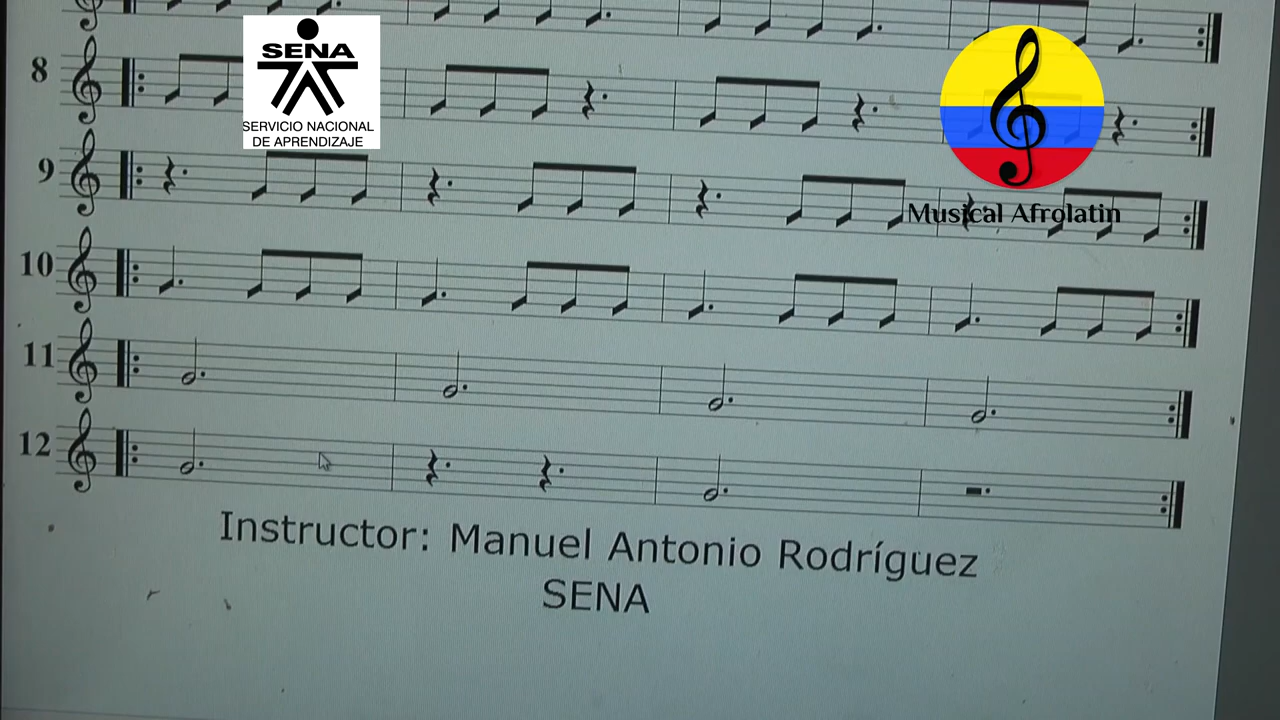 SENA
SERVICIO NACIONAL
DE APRENDIZAJE
Musical Afrolatin
8
9
10
11
12
Instructor: Manuel Antonio Rodríguez
SENA